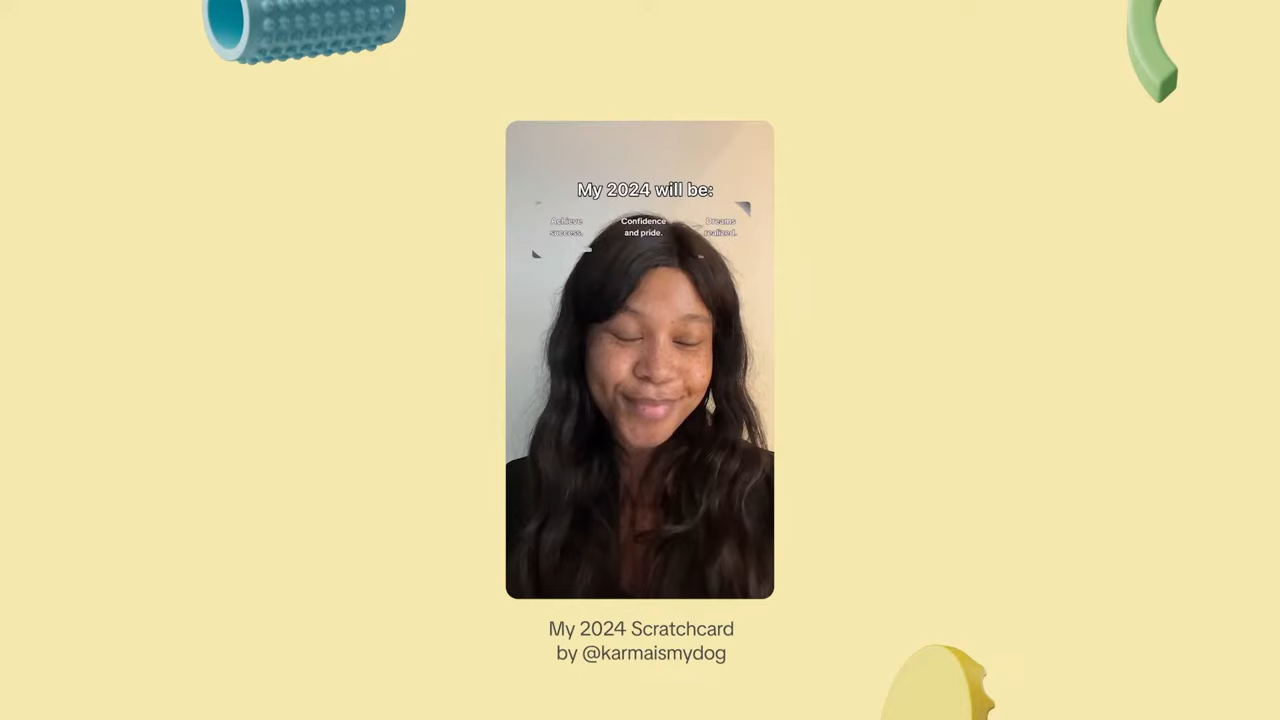 My 2024 will be:
Achieve Confidence Dreams
success. and pride. realized.
My 2024 Scratchcard
by @karmaismydog